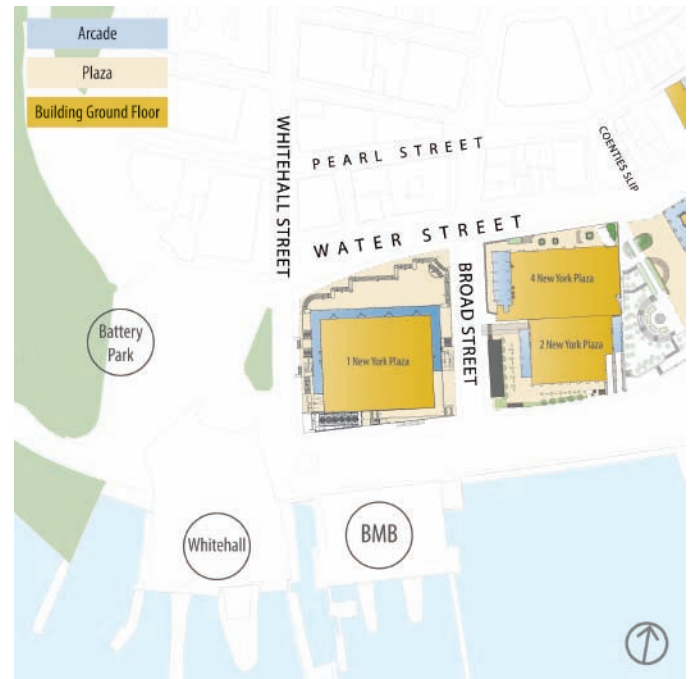 Arcade
Plaza
Building Ground Floor
WHITEHALL STREET
PEARL STREET
COENTIES SLIP
WATER STREET
BROAD STREET
4 New York Plaza
2 New York Plaza
1 New York Plaza
Battery
Park
Whitehall
BMB